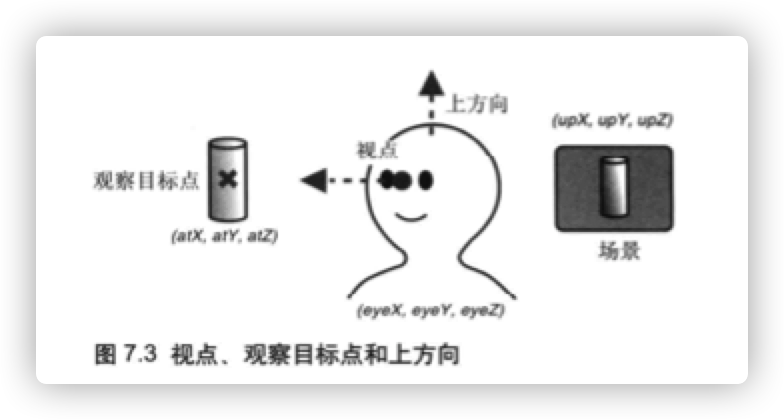 上方向
(upX, upY, upZ)
视点
观察目标点
(atX, atY, atZ)
场景
(eyeX, eyeY, eyeZ)
图 7.3 视点、观察目标点和上方向